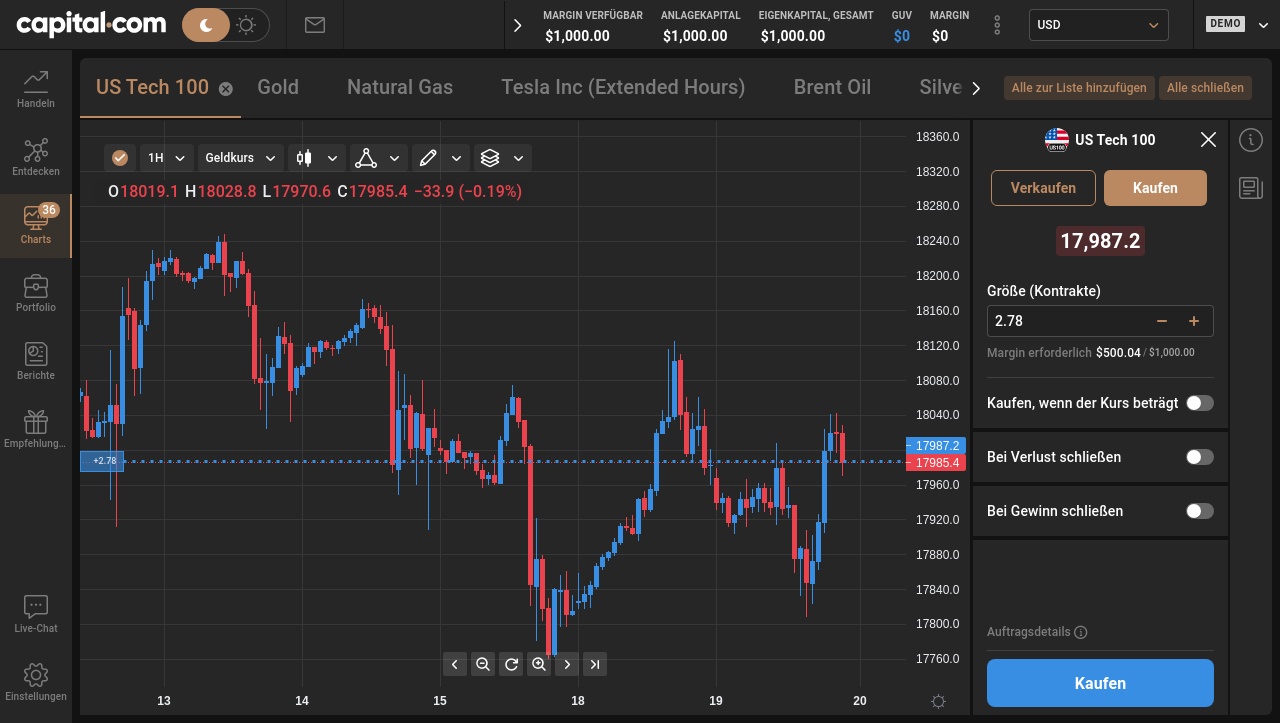 capital.com
MARGIN VERFÜGBAR
$1,000.00
ANLAGEKAPITAL
$1,000.00
EIGENKAPITAL, GESAMT
$1,000.00
GUV
$0
MARGIN
$0
USD
DEMO
Handeln
Entdecken
36
Charts
Portfolio
Berichte
Empfehlung...
Live-Chat
Einstellungen
US Tech 100
Gold
Natural Gas
Tesla Inc (Extended Hours)
Brent Oil
Silve
Alle zur Liste hinzufügen
Alle schließen
1H
Geldkurs
O18019.1 H18028.8 L17970.6 C17985.4 −33.9 (−0.19%)
18360.0
18320.0
18280.0
18240.0
18200.0
18160.0
18120.0
18080.0
18040.0
17987.2
17985.4
17960.0
17920.0
17880.0
17840.0
17800.0
17760.0
+2.78
13
14
15
18
19
20
US100
US Tech 100
Verkaufen
Kaufen
17,987.2
Größe (Kontrakte)
2.78
Margin erforderlich $500.04 / $1,000.00
Kaufen, wenn der Kurs beträgt
Bei Verlust schließen
Bei Gewinn schließen
Auftragsdetails
Kaufen